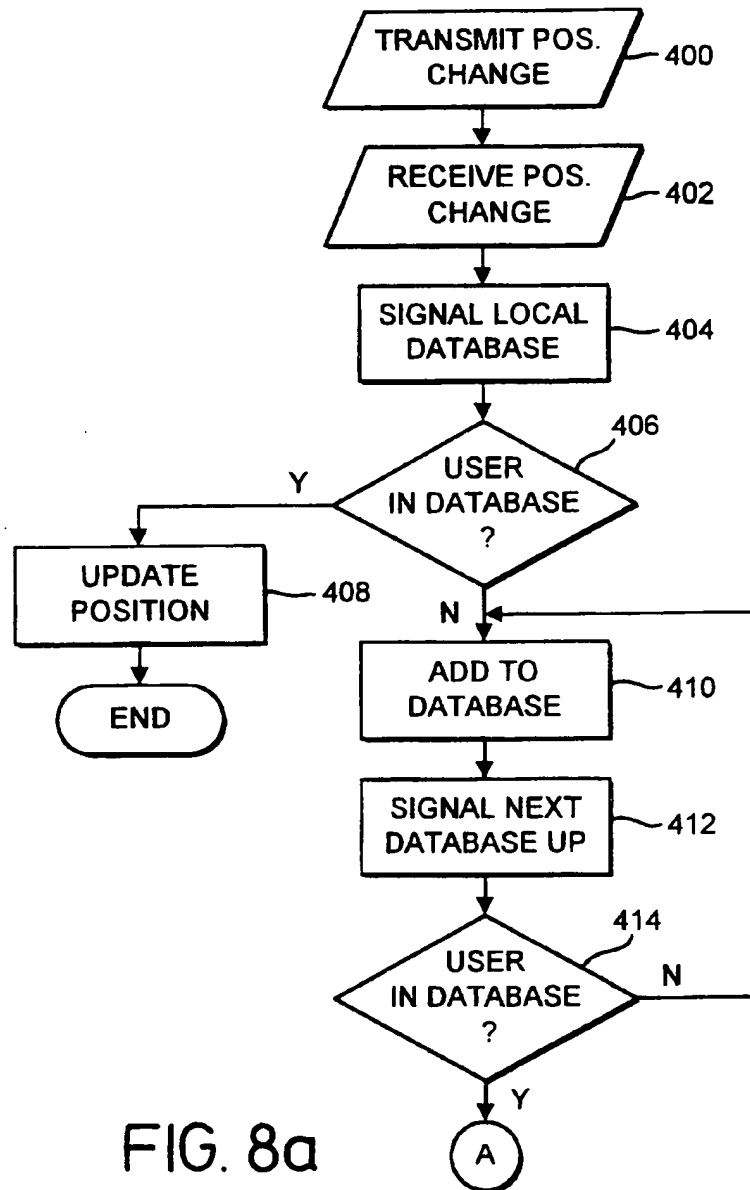 TRANSMIT POS.
CHANGE
400
RECEIVE POS.
CHANGE
402
SIGNAL LOCAL
DATABASE
404
406
USER
IN DATABASE
?
Y
N
UPDATE
POSITION
408
END
ADD TO
DATABASE
410
SIGNAL NEXT
DATABASE UP
412
414
USER
IN DATABASE
?
N
Y
A
FIG. 8a